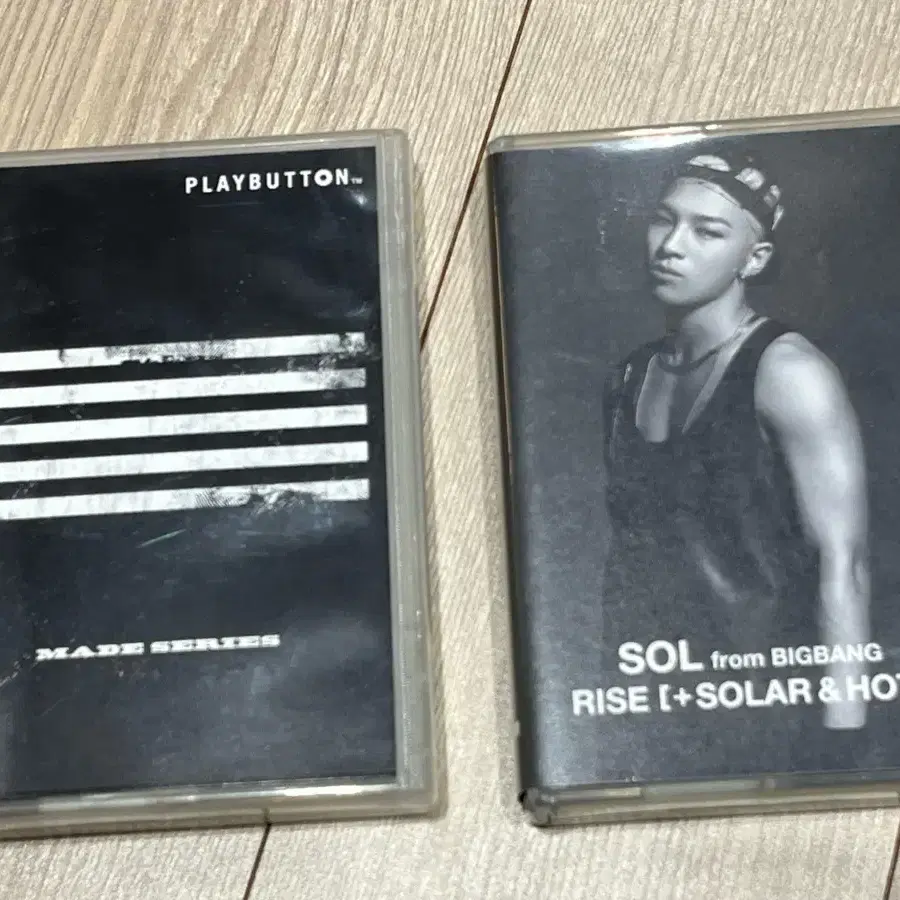 PLAYBUTTON™
MADE SERIES
SOL from BIGBANG
RISE [+SOLAR & HOT